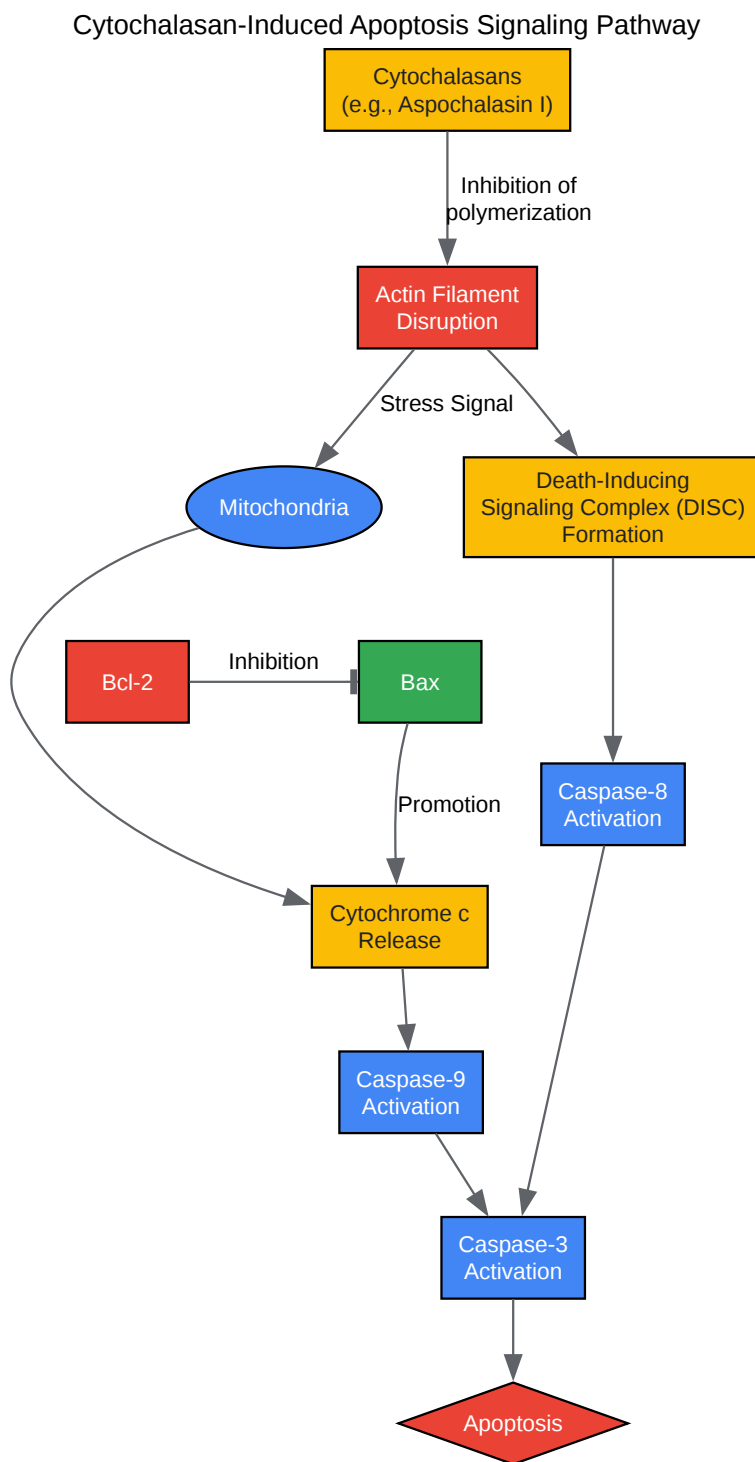 Cytochalasan-Induced Apoptosis Signaling Pathway
Cytochalasans
(e.g., Aspochalasin I)
Inhibition of
polymerization
Actin Filament
Disruption
Stress Signal
Mitochondria
Death-Inducing
Signaling Complex (DISC)
Formation
Bcl-2
Inhibition
Bax
Caspase-8
Activation
Promotion
Cytochrome c
Release
Caspase-9
Activation
Caspase-3
Activation
Apoptosis